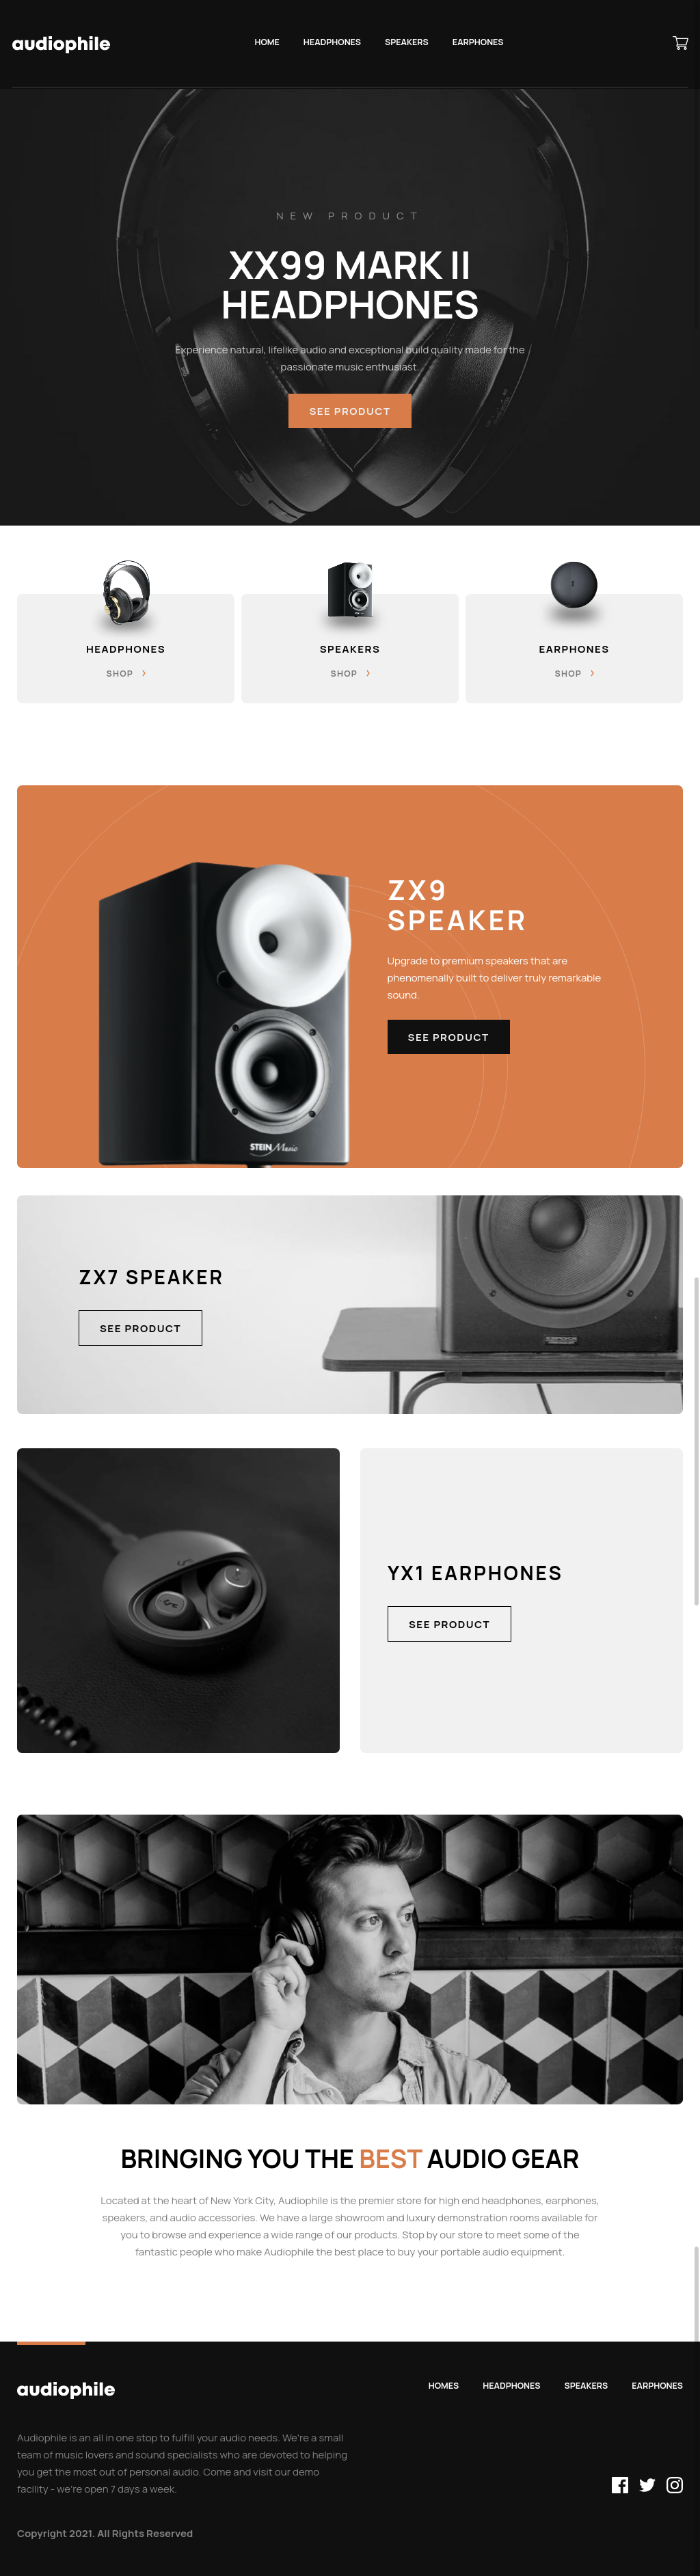 audiophile
HOME HEADPHONES SPEAKERS EARPHONES
NEW PRODUCT
XX99 MARK II
HEADPHONES
Experience natural, lifelike audio and exceptional build quality made for the
passionate music enthusiast.
SEE PRODUCT
HEADPHONES
SHOP
SPEAKERS
SHOP
EARPHONES
SHOP
ZX9
SPEAKER
Upgrade to premium speakers that are
phenomenally built to deliver truly remarkable
sound.
SEE PRODUCT
STEIN Music
ZX7 SPEAKER
SEE PRODUCT
YX1 EARPHONES
SEE PRODUCT
BRINGING YOU THE BEST AUDIO GEAR
Located at the heart of New York City, Audiophile is the premier store for high end headphones, earphones,
speakers, and audio accessories. We have a large showroom and luxury demonstration rooms available for
you to browse and experience a wide range of our products. Stop by our store to meet some of the
fantastic people who make Audiophile the best place to buy your portable audio equipment.
audiophile
HOMES HEADPHONES SPEAKERS EARPHONES
Audiophile is an all in one stop to fulfill your audio needs. We're a small
team of music lovers and sound specialists who are devoted to helping
you get the most out of personal audio. Come and visit our demo
facility - we're open 7 days a week.
Copyright 2021. All Rights Reserved